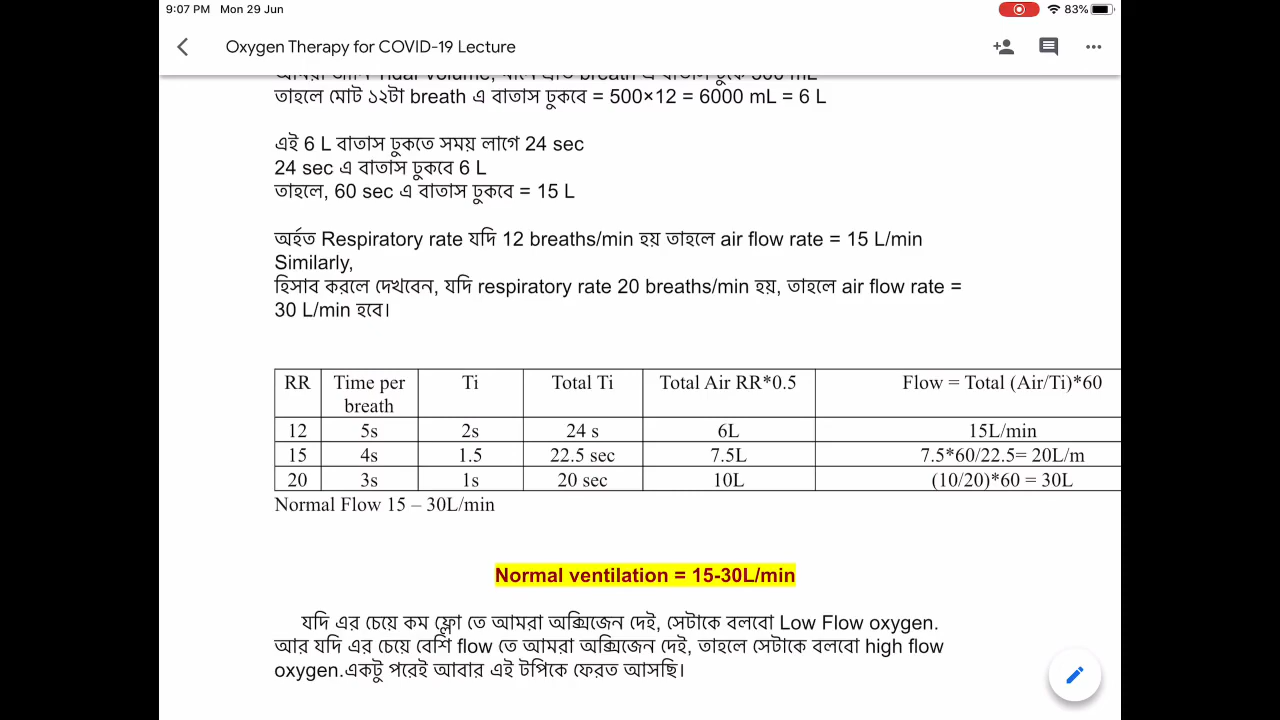 9:07 PM Mon 29 Jun
83%
Oxygen Therapy for COVID-19 Lecture
তাহলে মোট ১২টা breath এ বাতাস ঢুকবে = 500×12 = 6000 mL = 6 L
এই 6 L বাতাস ঢুকতে সময় লাগে 24 sec
24 sec এ বাতাস ঢুকবে 6 L
তাহলে, 60 sec এ বাতাস ঢুকবে = 15 L
অর্হত Respiratory rate যদি 12 breaths/min হয় তাহলে air flow rate = 15 L/min
Similarly,
হিসাব করলে দেখবেন, যদি respiratory rate 20 breaths/min হয়, তাহলে air flow rate =
30 L/min হবে।
RR Time per breath Ti Total Ti Total Air RR*0.5 Flow = Total (Air/Ti)*60
12 5s 2s 24 s 6L 15L/min
15 4s 1.5 22.5 sec 7.5L 7.5*60/22.5= 20L/m
20 3s 1s 20 sec 10L (10/20)*60 = 30L
Normal Flow 15 – 30L/min
Normal ventilation = 15-30L/min
যদি এর চেয়ে কম ফ্লো তে আমরা অক্সিজেন দেই, সেটাকে বলবো Low Flow oxygen.
আর যদি এর চেয়ে বেশি flow তে আমরা অক্সিজেন দেই, তাহলে সেটাকে বলবো high flow
oxygen.একটু পরেই আবার এই টপিকে ফেরত আসছি।